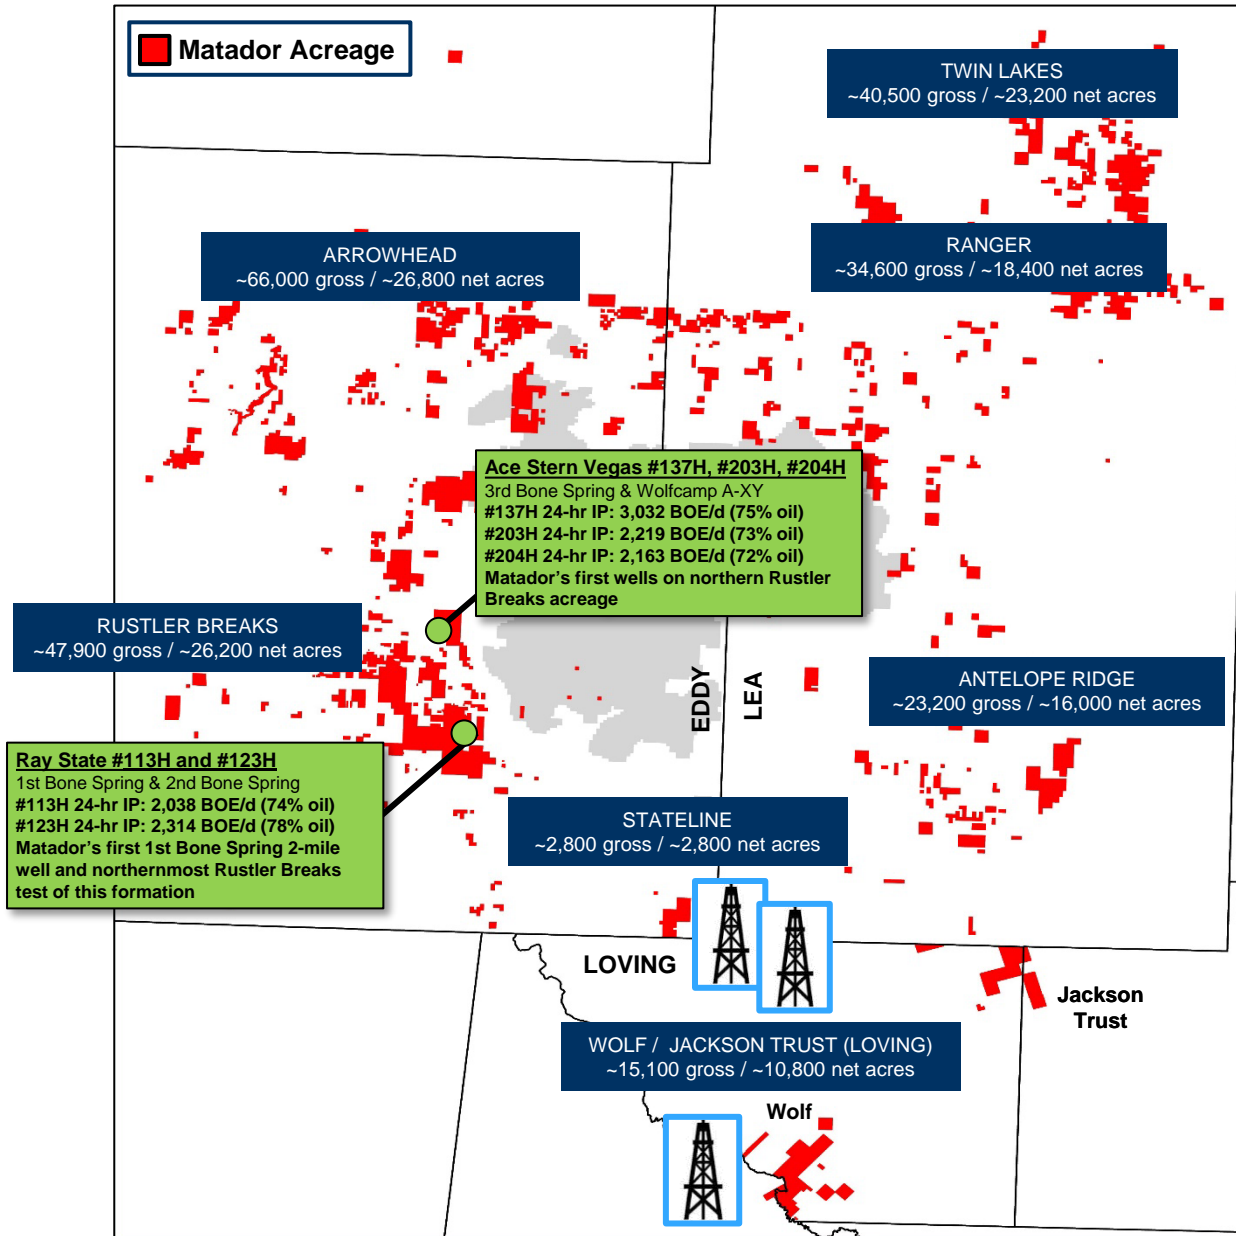 Matador Acreage
TWIN LAKES
~40,500 gross / ~23,200 net acres
ARROWHEAD
~66,000 gross / ~26,800 net acres
RANGER
~34,600 gross / ~18,400 net acres
Ace Stern Vegas #137H, #203H, #204H
3rd Bone Spring & Wolfcamp A-XY
#137H 24-hr IP: 3,032 BOE/d (75% oil)
#203H 24-hr IP: 2,219 BOE/d (73% oil)
#204H 24-hr IP: 2,163 BOE/d (72% oil)
Matador's first wells on northern Rustler
Breaks acreage
RUSTLER BREAKS
~47,900 gross / ~26,200 net acres
EDDY
LEA
ANTELOPE RIDGE
~23,200 gross / ~16,000 net acres
Ray State #113H and #123H
1st Bone Spring & 2nd Bone Spring
#113H 24-hr IP: 2,038 BOE/d (74% oil)
#123H 24-hr IP: 2,314 BOE/d (78% oil)
Matador's first 1st Bone Spring 2-mile
well and northernmost Rustler Breaks
test of this formation
STATELINE
~2,800 gross / ~2,800 net acres
LOVING
Jackson
Trust
WOLF / JACKSON TRUST (LOVING)
~15,100 gross / ~10,800 net acres
Wolf